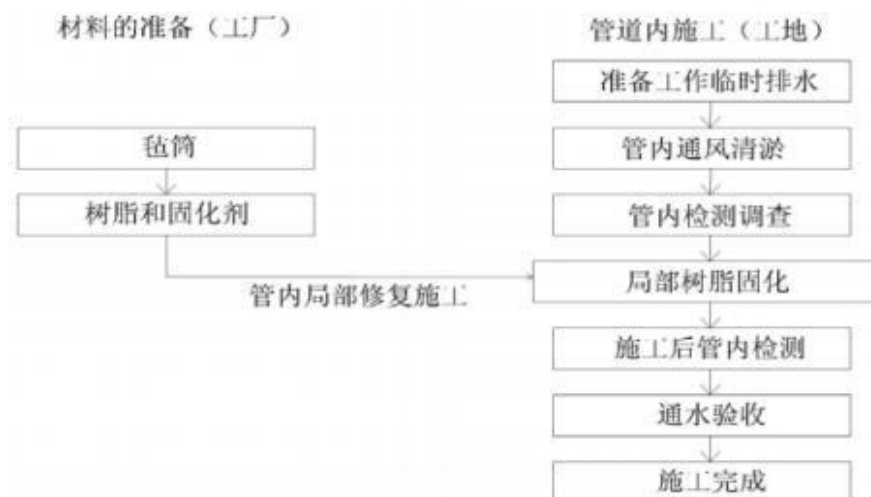 材料的准备（工厂）
管道内施工（工地）
准备工作临时排水
毡筒
管内通风清淤
树脂和固化剂
管内检测调查
管内局部修复施工
局部树脂固化
施工后管内检测
通水验收
施工完成